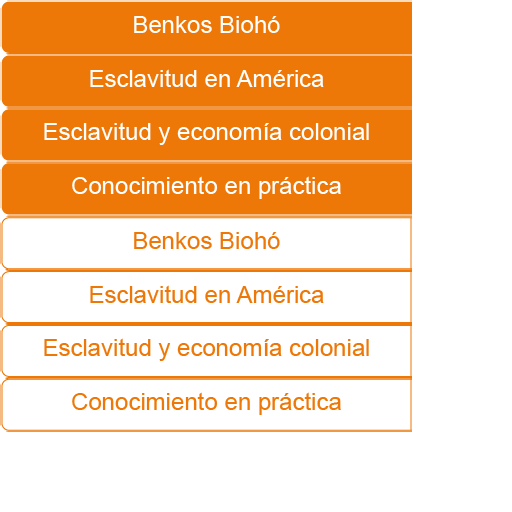 Benkos Biohó
Esclavitud en América
Esclavitud y economía colonial
Conocimiento en práctica
Benkos Biohó
Esclavitud en América
Esclavitud y economía colonial
Conocimiento en práctica